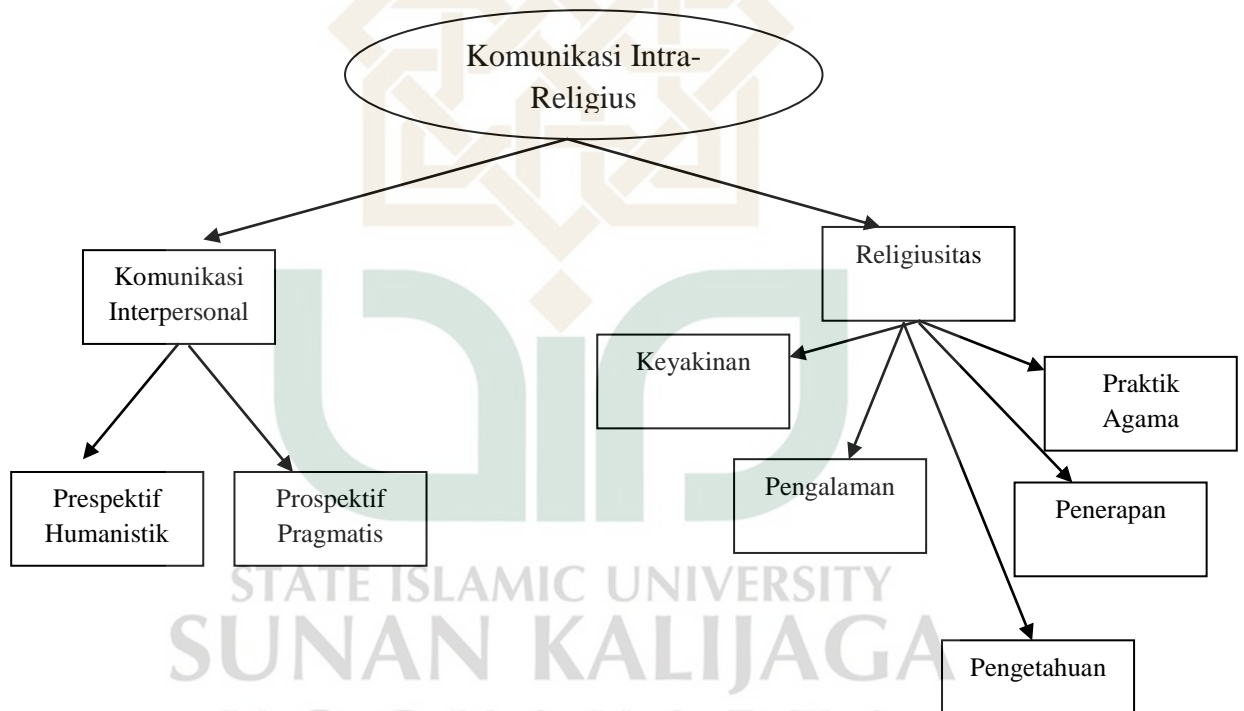 Komunikasi Intra-
Religius
Religiusitas
Komunikasi
Interpersonal
Keyakinan
Praktik
Agama
Prespektif
Humanistik
Prospektif
Pragmatis
Pengalaman
Penerapan
STATE ISLAMIC UNIVERSITY
SUNAN KALIJAGA
Pengetahuan